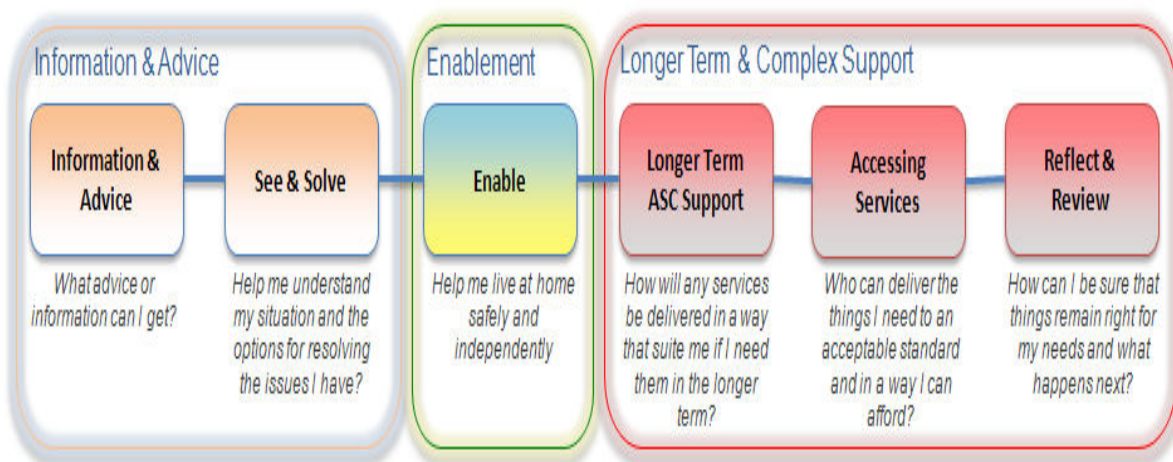 Information & Advice
Enablement
Longer Term & Complex Support
Information &
Advice
See & Solve
Enable
Longer Term
ASC Support
Accessing
Services
Reflect &
Review
What advice or
information can I get?
Help me understand
my situation and the
options for resolving
the issues I have?
Help me live at home
safely and
independently
How will any services
be delivered in a way
that suite me if I need
them in the longer
term?
Who can deliver the
things I need to an
acceptable standard
and in a way I can
afford?
How can I be sure that
things remain right for
my needs and what
happens next?